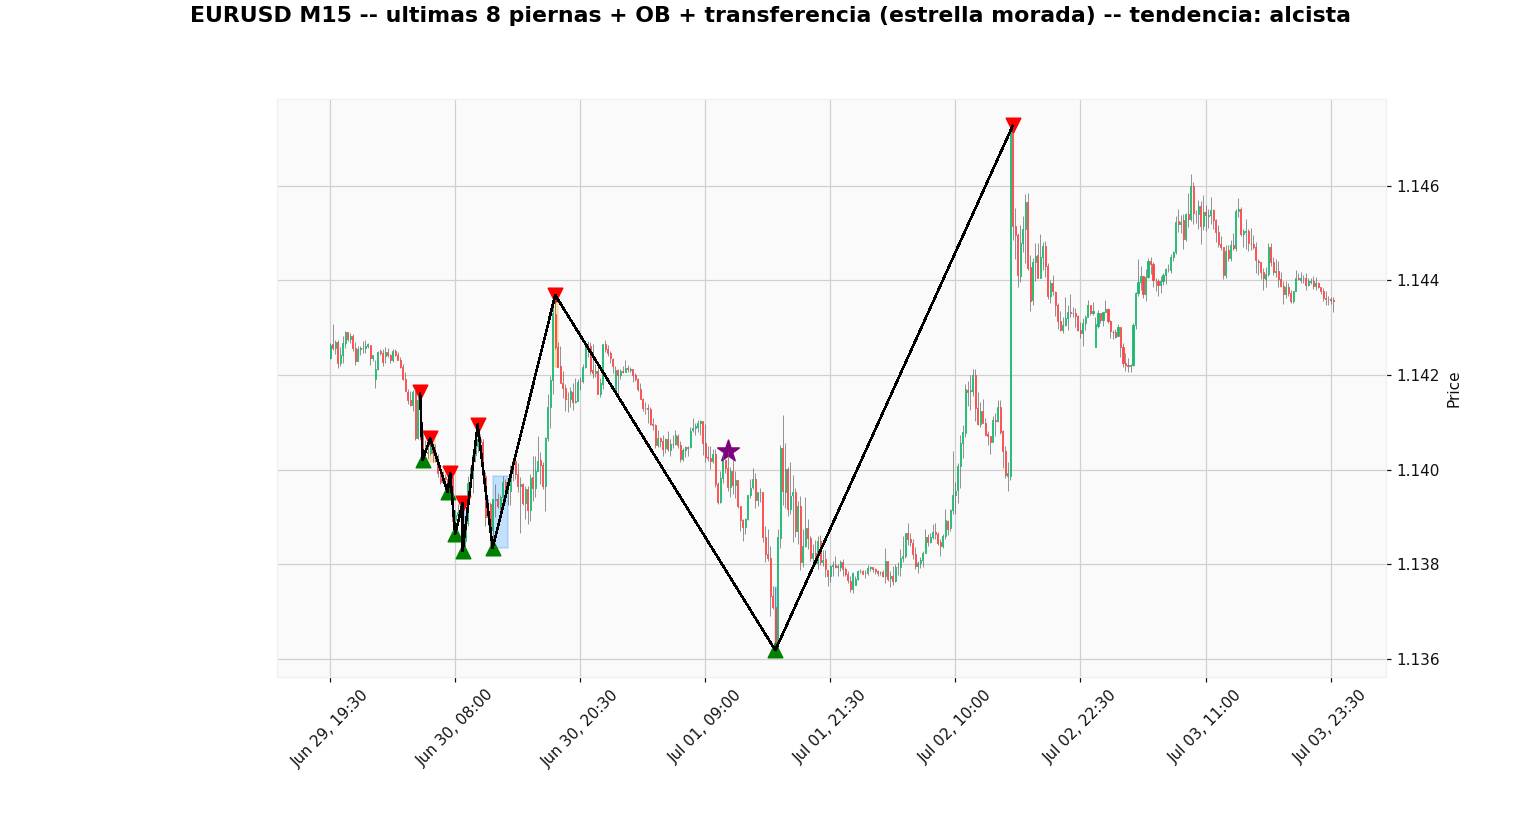 EURUSD M15 -- ultimas 8 piernas + OB + transferencia (estrella morada) -- tendencia: alcista
1.146
1.144
1.142
1.140
1.138
1.136
Price
Jun 29, 19:30
Jun 30, 08:00
Jun 30, 20:30
Jul 01, 09:00
Jul 01, 21:30
Jul 02, 10:00
Jul 02, 22:30
Jul 03, 11:00
Jul 03, 23:30